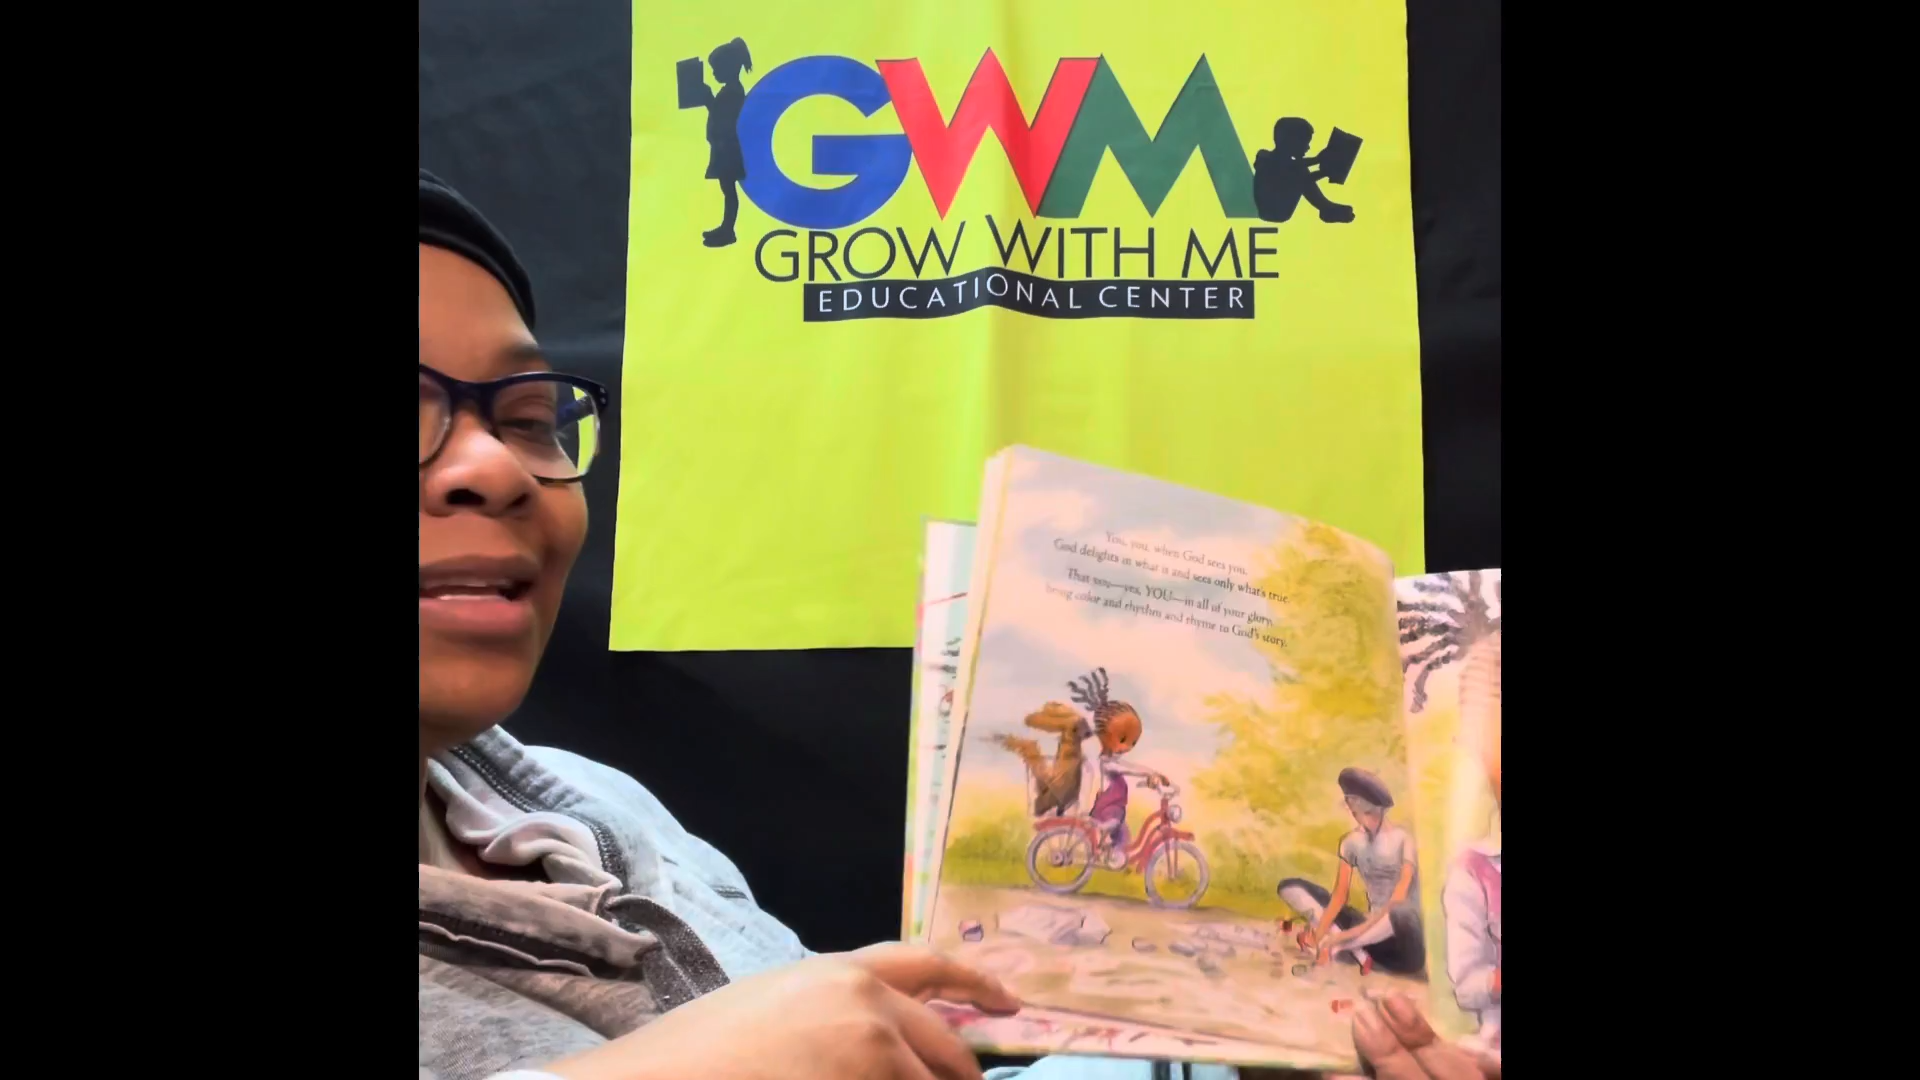 GWM
GROW WITH ME
EDUCATIONAL CENTER
You, you, when God sees you,
God delights in what is and sees only what's true.
That you—yes, YOU—in all of your glory,
bring color and rhythm and rhyme to God's story.